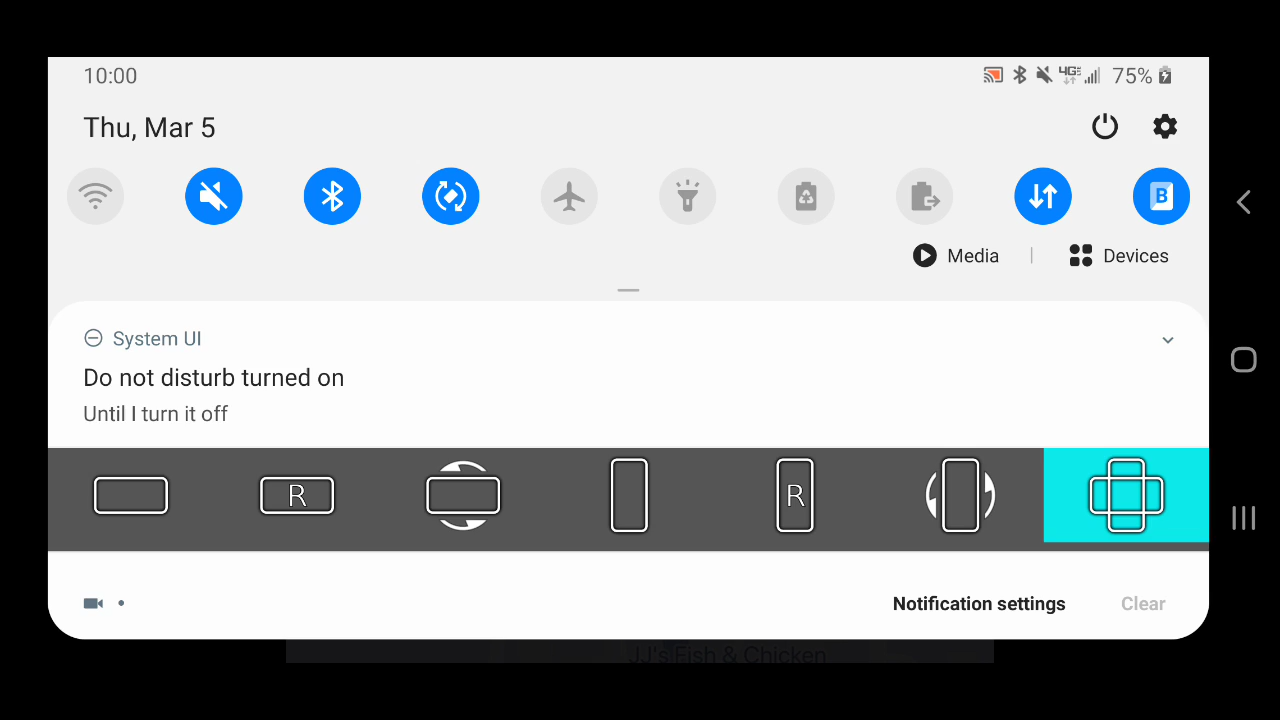 10:00
4GE 75%
Thu, Mar 5
B
Media | Devices
System UI
Do not disturb turned on
Until I turn it off
R
R
Notification settings Clear
JJ's Fish & Chicken